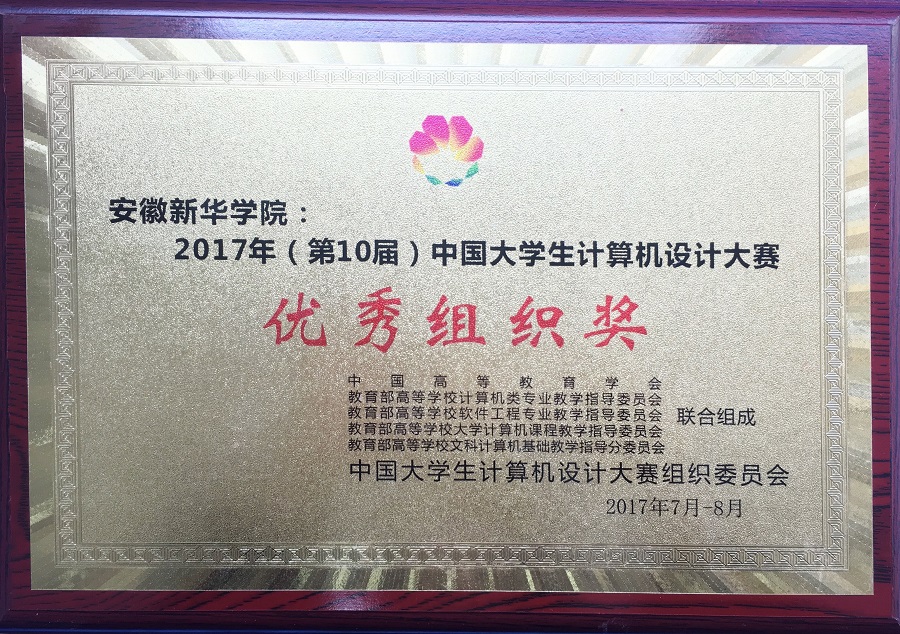 安徽新华学院：
2017年（第10届）中国大学生计算机设计大赛
优秀组织奖
中国高等教育学会
教育部高等学校计算机类专业教学指导委员会
教育部高等学校软件工程专业教学指导委员会 联合组成
教育部高等学校大学计算机课程教学指导委员会
教育部高等学校文科计算机基础教学指导分委员会
中国大学生计算机设计大赛组织委员会
2017年7月-8月